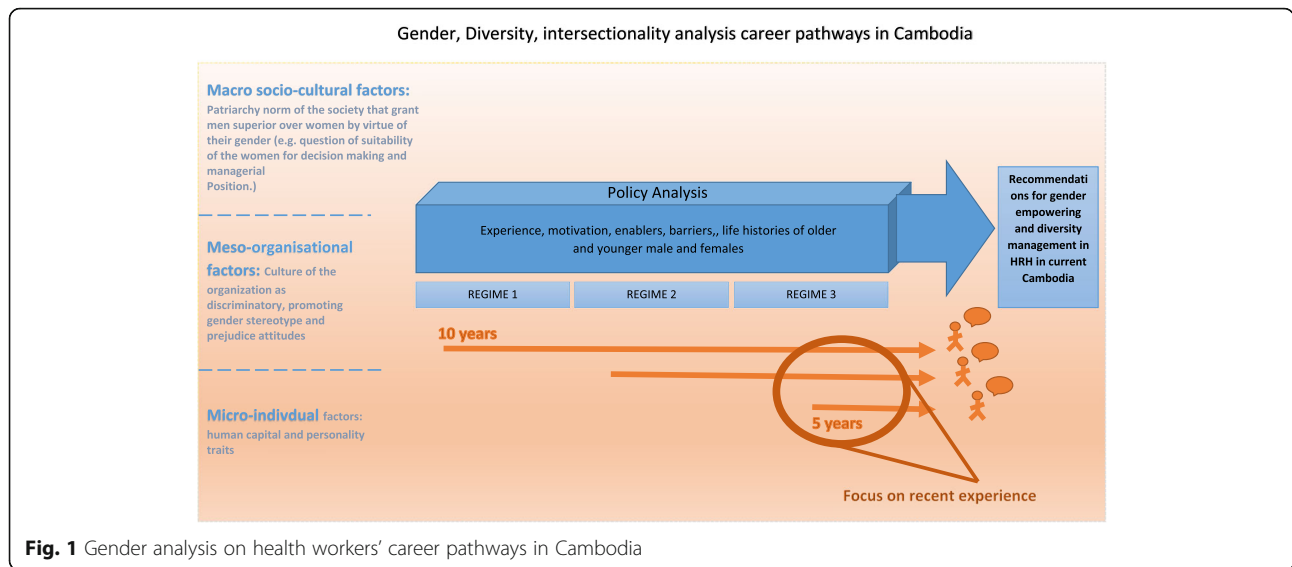 Gender, Diversity, intersectionality analysis career pathways in Cambodia
Macro socio-cultural factors:
Patriarchy norm of the society that grant
men superior over women by virtue of
their gender (e.g. question of suitability
of the women for decision making and
managerial
Position.)
Meso-organisational
factors: Culture of the
organization as
discriminatory, promoting
gender stereotype and
prejudice attitudes
Micro-indivdual factors:
human capital and personality
traits
Policy Analysis
Experience, motivation, enablers, barriers,, life histories of older
and younger male and females
REGIME 1
REGIME 2
REGIME 3
10 years
5 years
Focus on recent experience
Recommendati
ons for gender
empowering
and diversity
management in
HRH in current
Cambodia
Fig. 1 Gender analysis on health workers’ career pathways in Cambodia